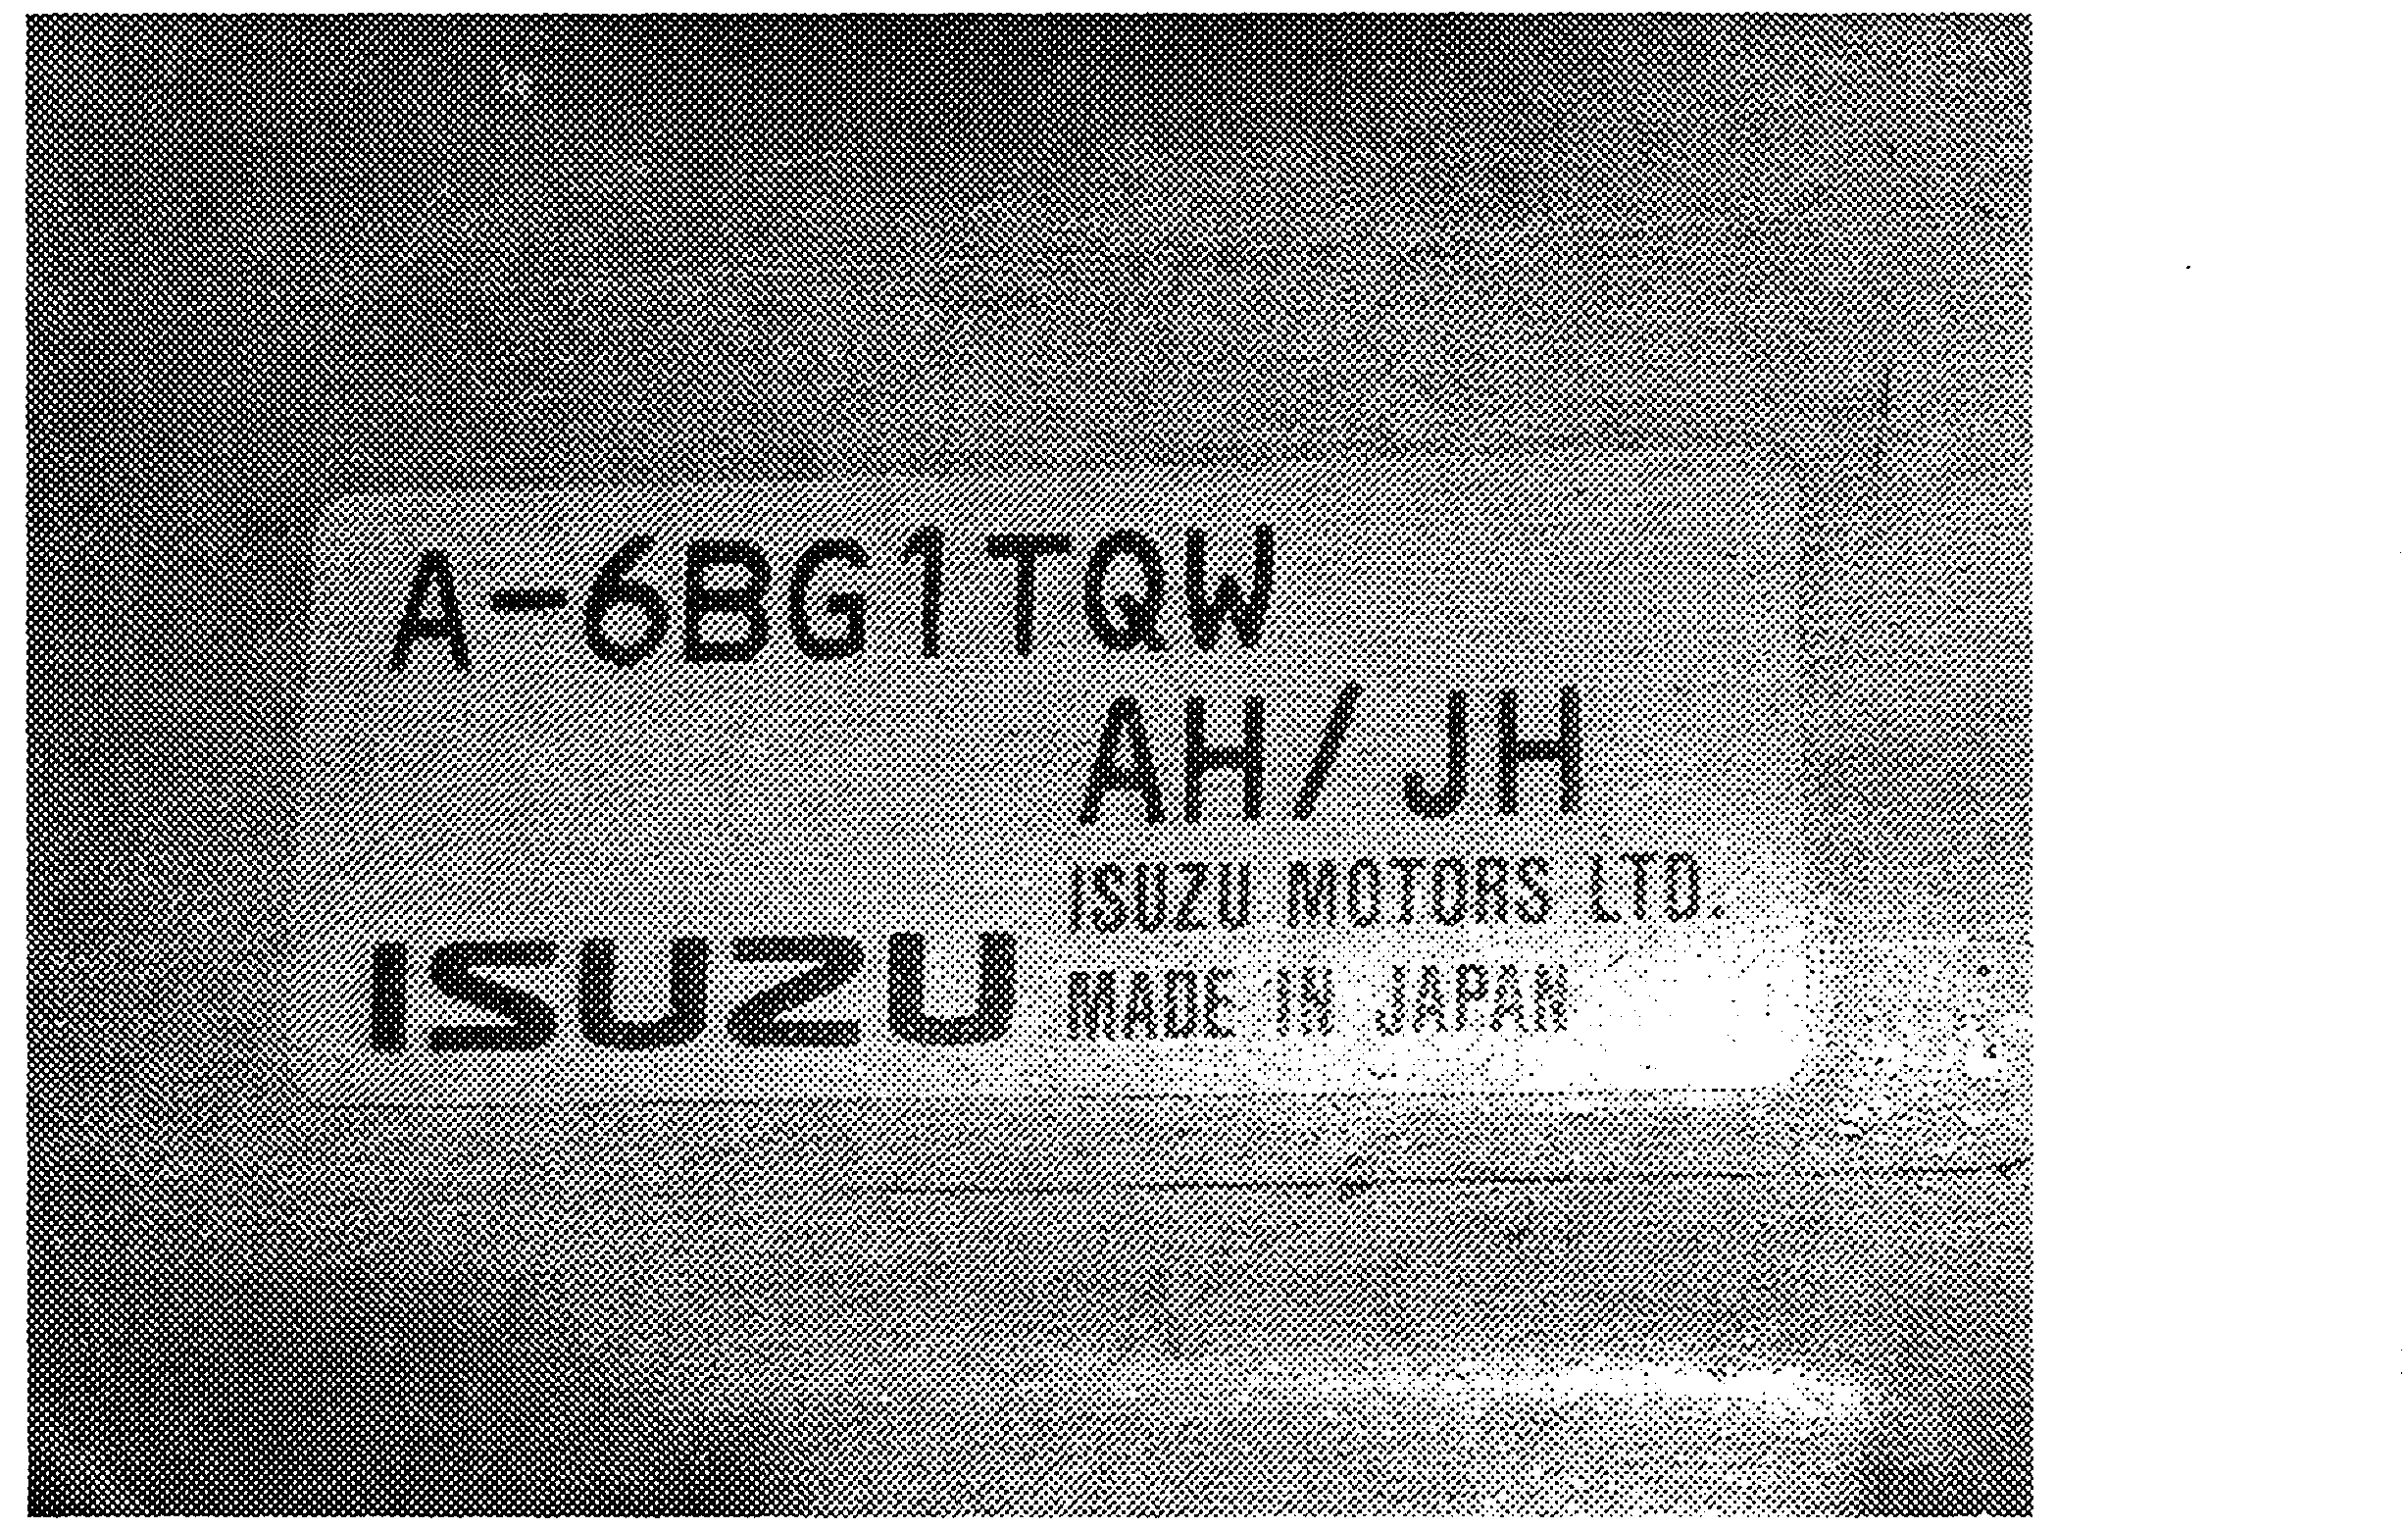 A-6BG1TQW
AH/JH
ISUZU MOTORS LTD.
ISUZU MADE IN JAPAN